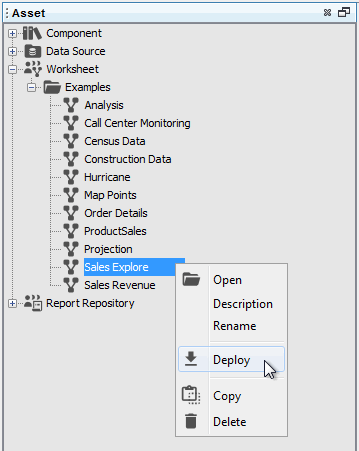 Asset
Component
Data Source
Worksheet
Examples
Analysis
Call Center Monitoring
Census Data
Construction Data
Hurricane
Map Points
Order Details
ProductSales
Projection
Sales Explore
Sales Revenue
Report Repository
Open
Description
Rename
Deploy
Copy
Delete